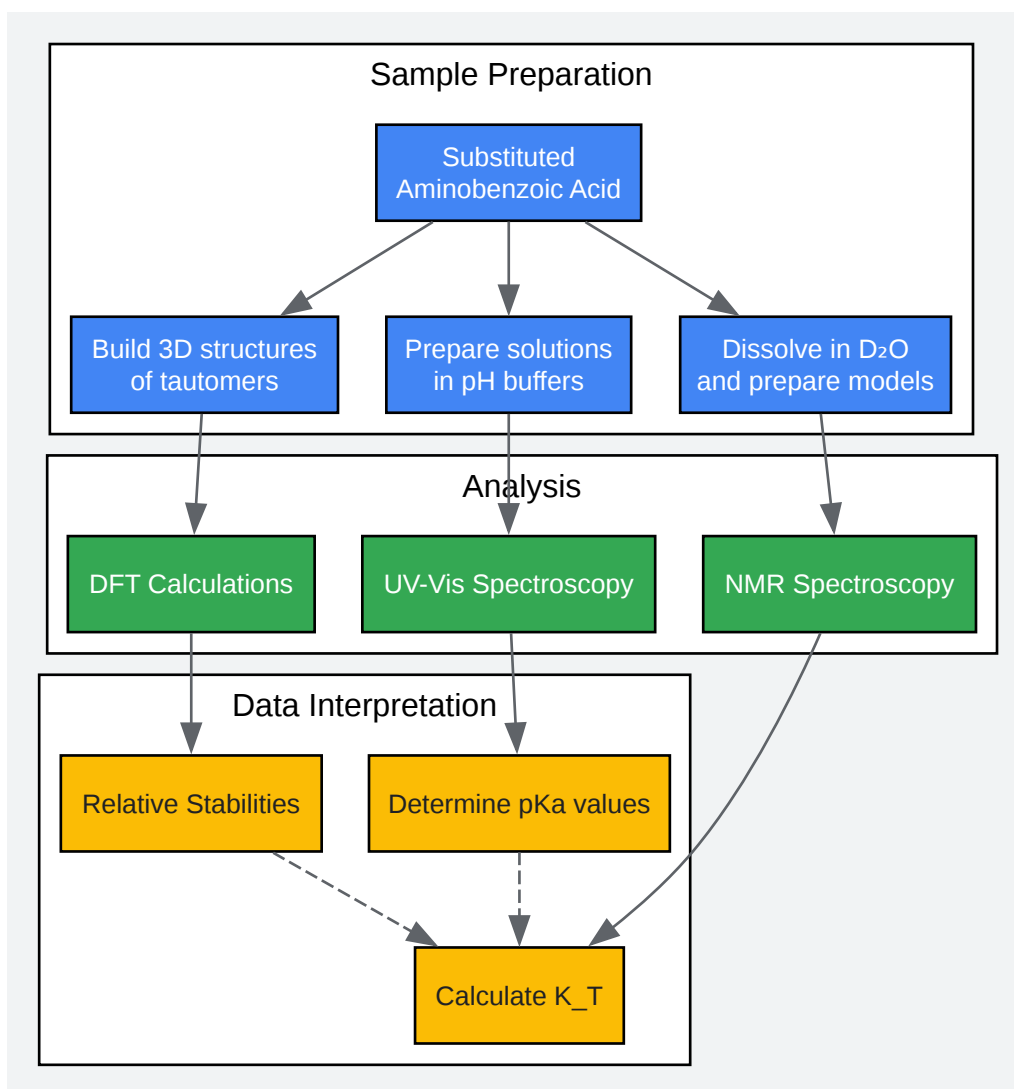 Sample Preparation
Substituted
Aminobenzoic Acid
Build 3D structures
of tautomers
Prepare solutions
in pH buffers
Dissolve in D₂O
and prepare models
Analysis
DFT Calculations
UV-Vis Spectroscopy
NMR Spectroscopy
Data Interpretation
Relative Stabilities
Determine pKa values
Calculate K_T